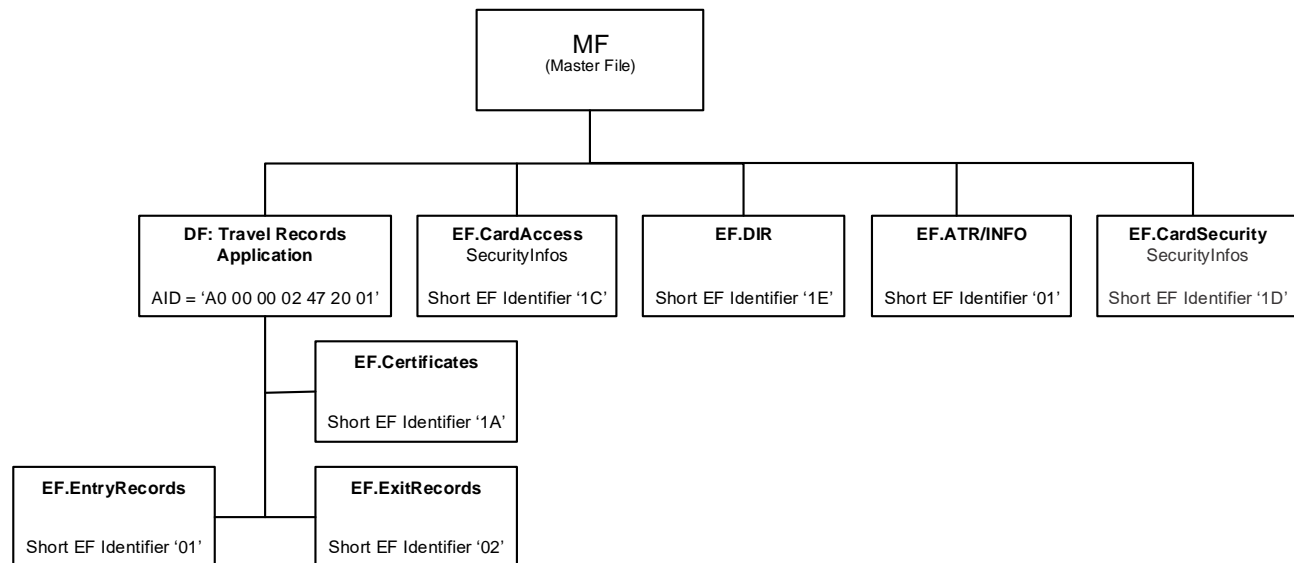 MF
(Master File)
DF: Travel Records
Application
AID = ‘A0 00 00 02 47 20 01’
EF.CardAccess
SecurityInfos
Short EF Identifier ‘1C’
EF.DIR
Short EF Identifier ‘1E’
EF.ATR/INFO
Short EF Identifier ‘01’
EF.CardSecurity
SecurityInfos
Short EF Identifier ‘1D’
EF.Certificates
Short EF Identifier ‘1A’
EF.EntryRecords
Short EF Identifier ‘01’
EF.ExitRecords
Short EF Identifier ‘02’